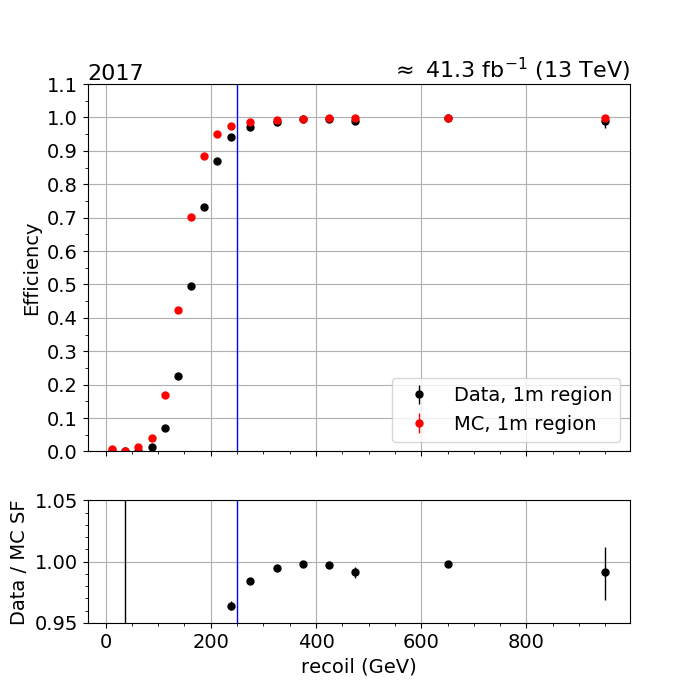 2017
≈ 41.3 fb⁻¹ (13 TeV)
1.1
1.0
0.9
0.8
0.7
0.6
0.5
0.4
0.3
0.2
0.1
0.0
Efficiency
Data, 1m region
MC, 1m region
1.05
1.00
0.95
Data / MC SF
0 200 400 600 800
recoil (GeV)